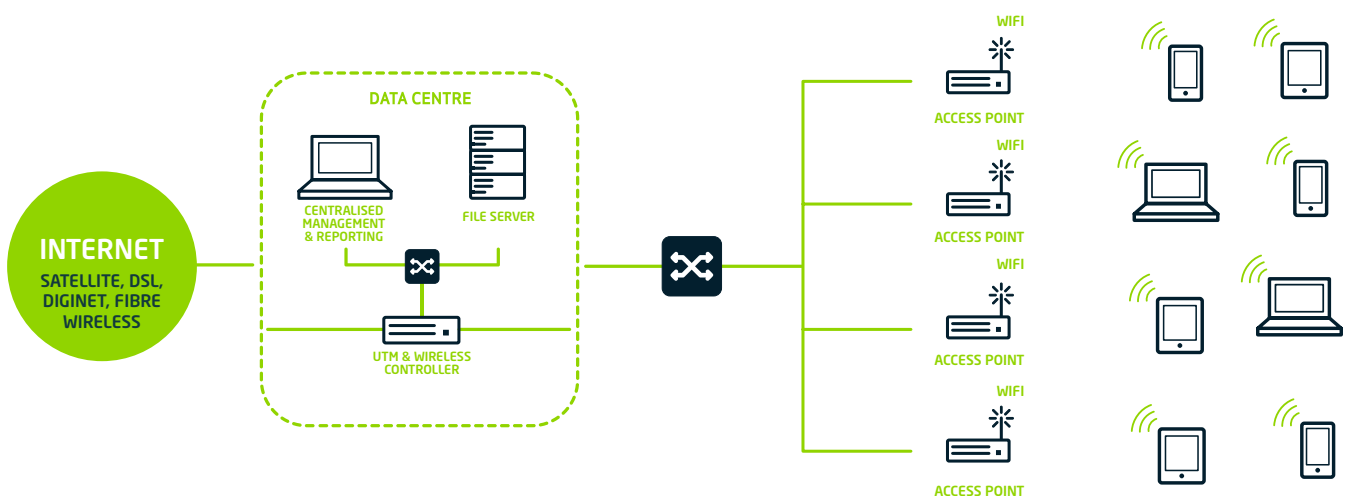 INTERNET
SATELLITE, DSL,
DIGINET, FIBRE
WIRELESS
DATA CENTRE
CENTRALISED
MANAGEMENT
& REPORTING
FILE SERVER
UTM & WIRELESS
CONTROLLER
WIFI
ACCESS POINT
WIFI
ACCESS POINT
WIFI
ACCESS POINT
WIFI
ACCESS POINT